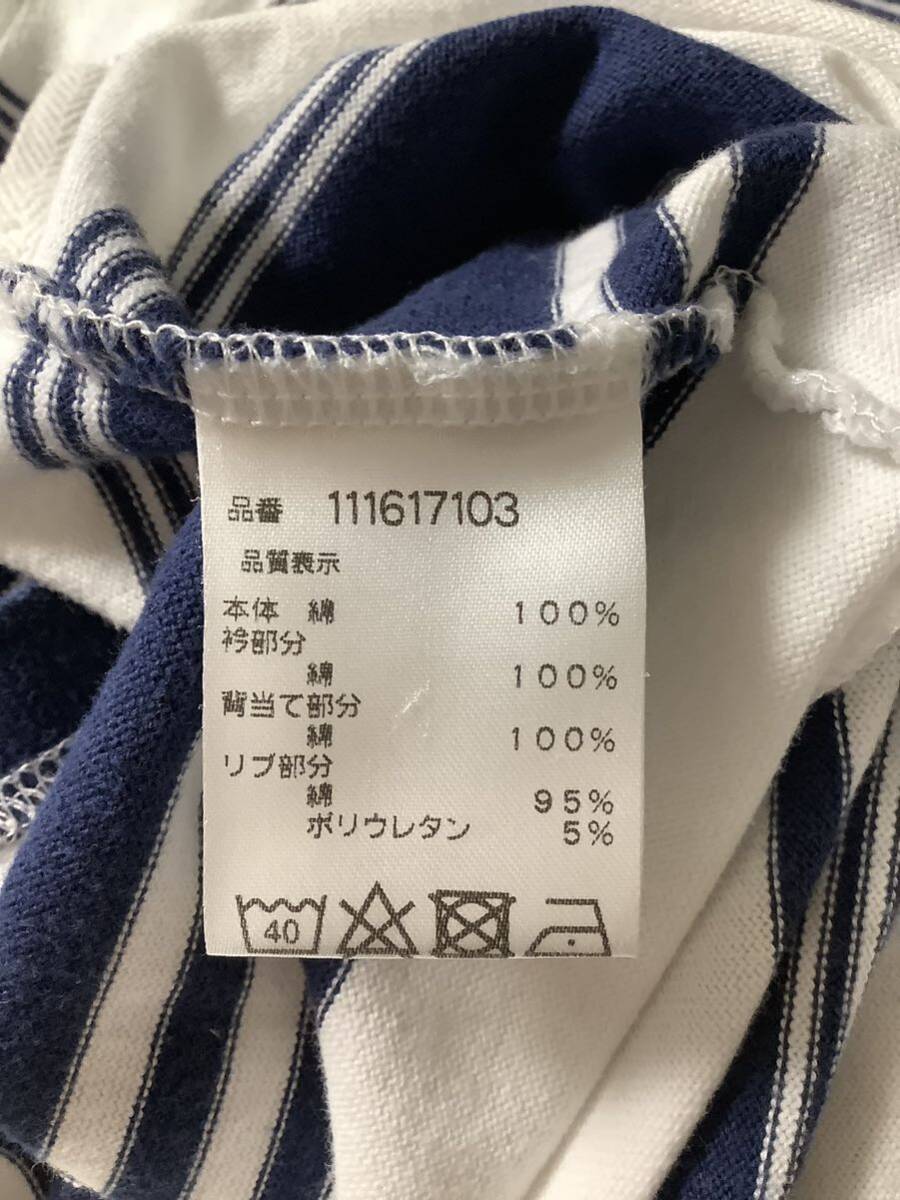 品番 111617103
品質表示
本体 綿 100%
衿部分
綿 100%
背当て部分
綿 100%
リブ部分
綿 95%
ポリウレタン 5%
40